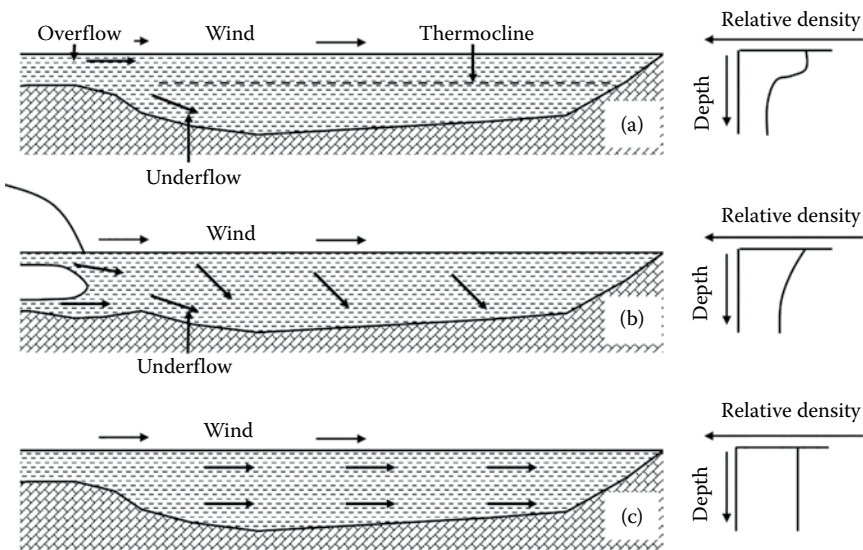 Overflow
Wind
Thermocline
Relative density
Depth
(a)
Underflow
Wind
Relative density
Depth
(b)
Underflow
Wind
Relative density
Depth
(c)